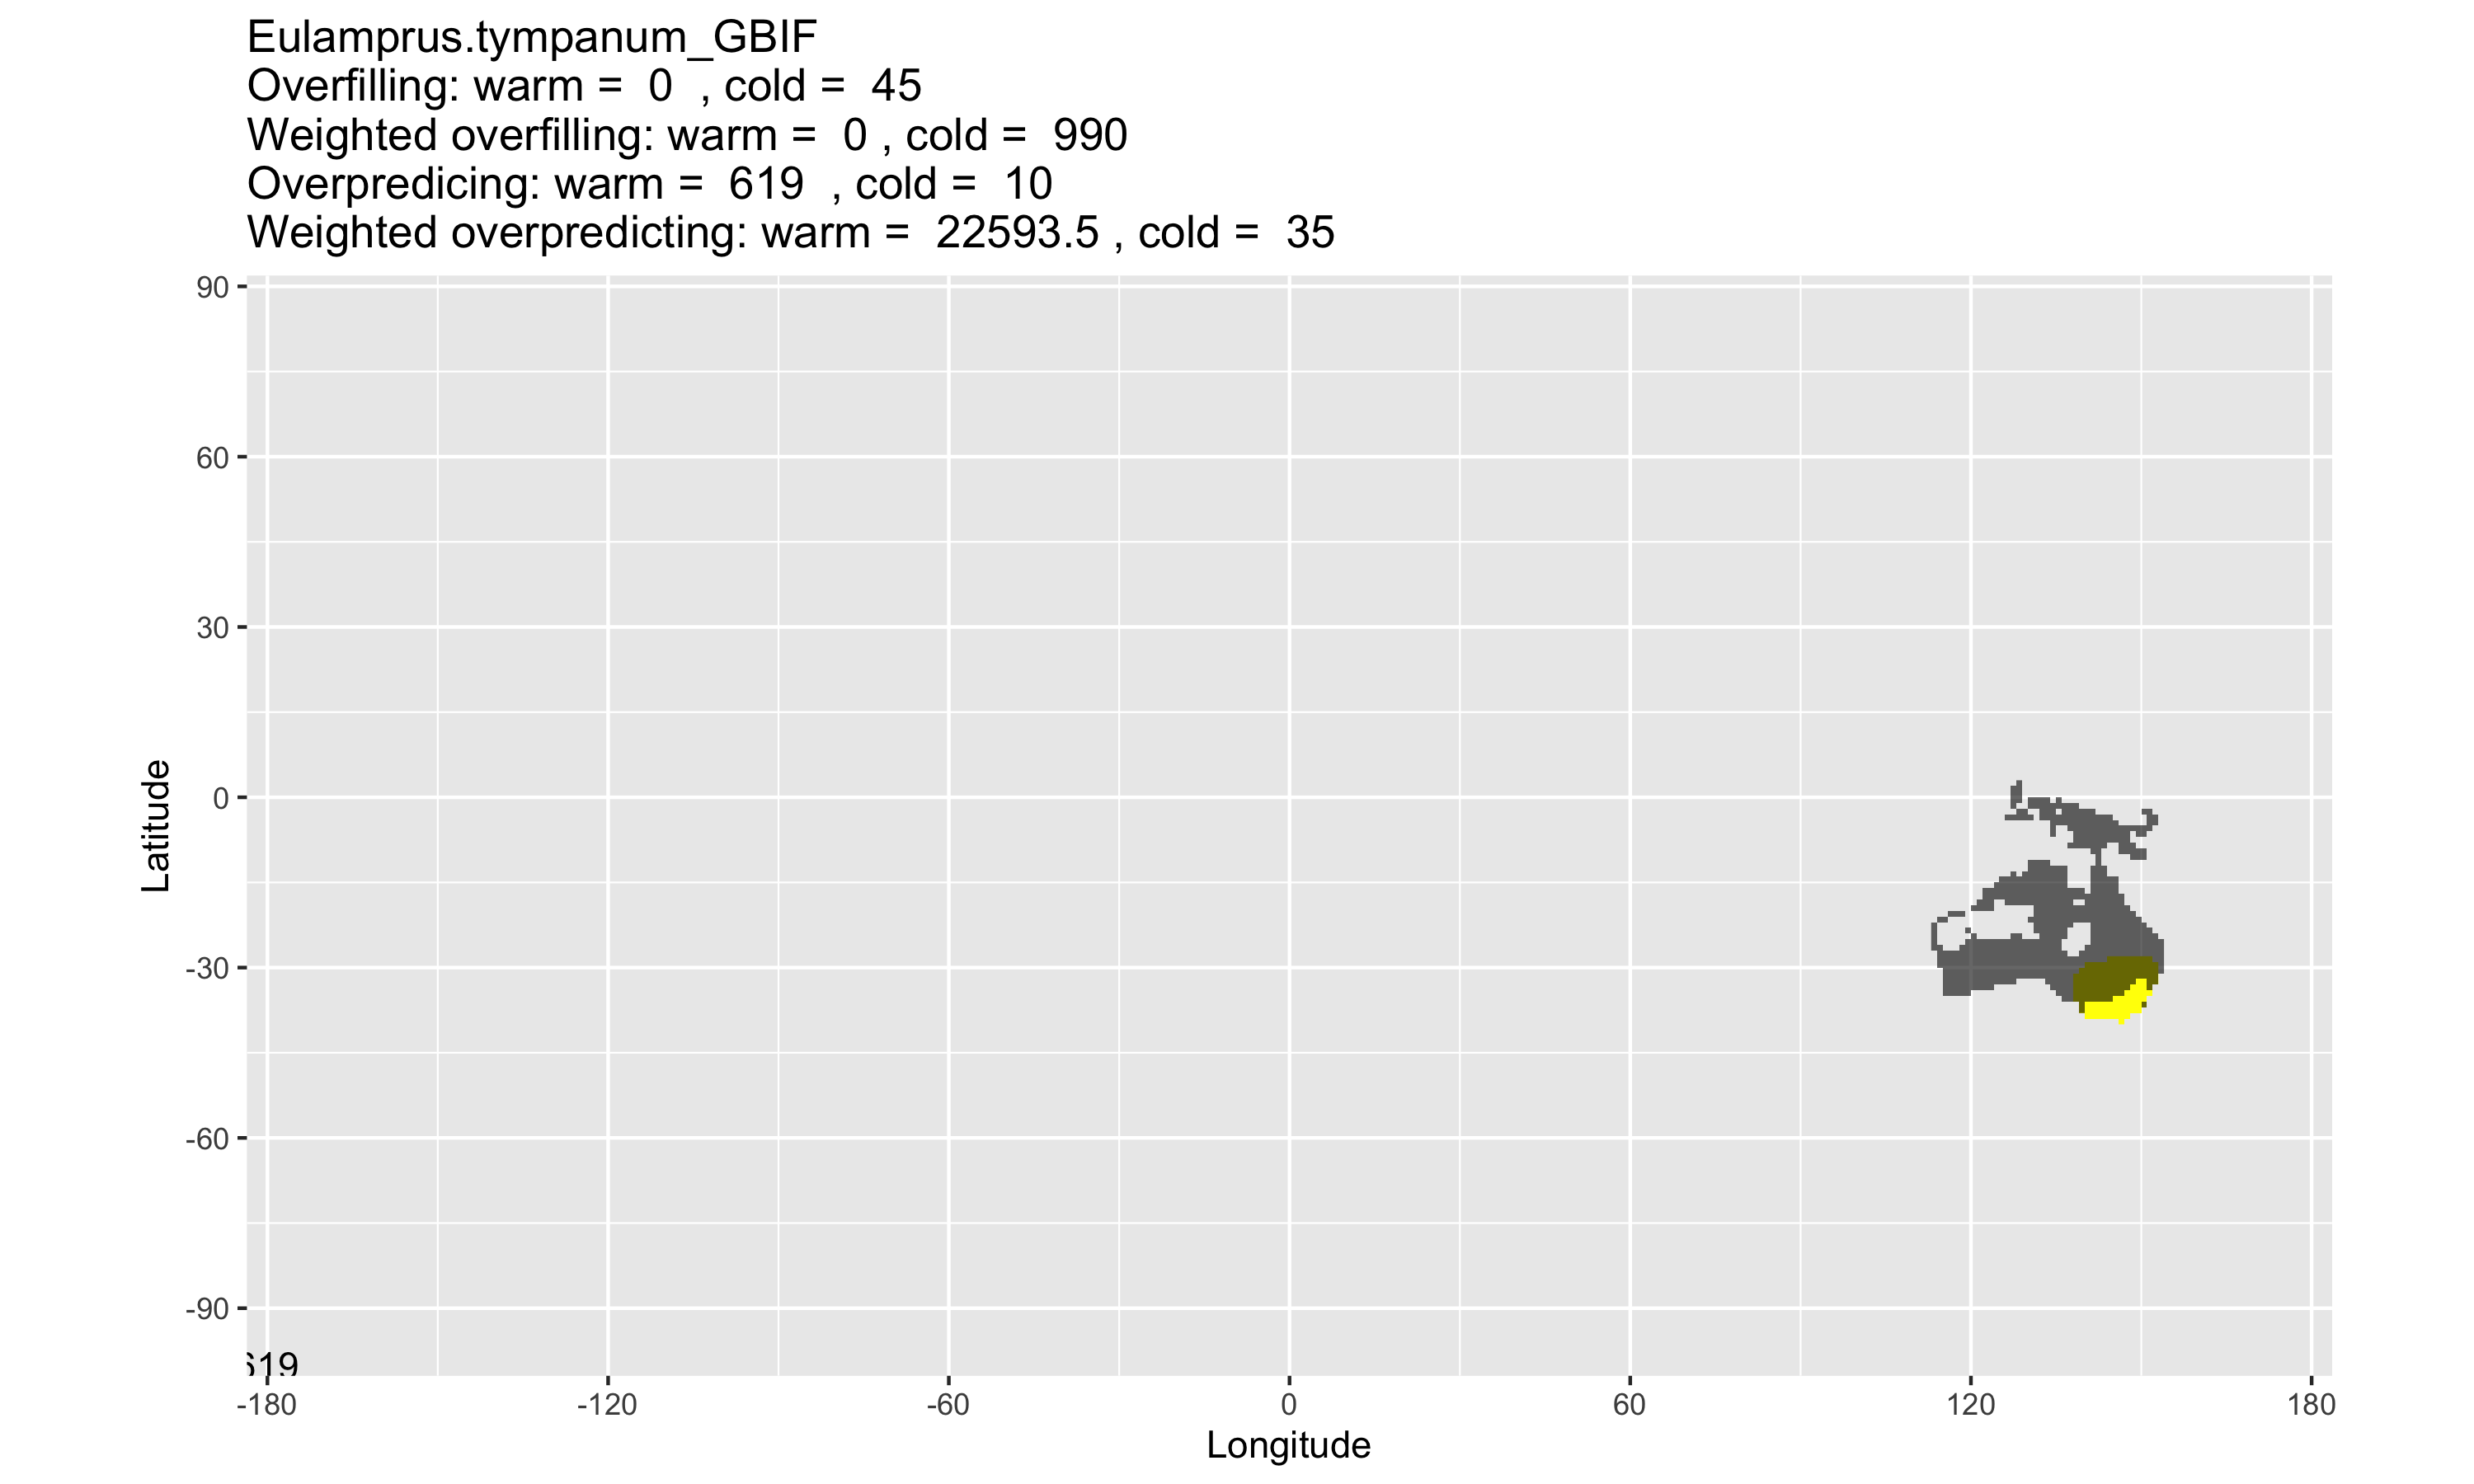 Eulamprus.tympanum_GBIF
Overfilling: warm =  0  , cold =  45
Weighted overfilling: warm =  0 , cold =  990
Overpredicing: warm =  619  , cold =  10
Weighted overpredicting: warm =  22593.5 , cold =  35
90
60
30
0
-30
-60
-90
Latitude
619
-180
-120
-60
0
60
120
180
Longitude